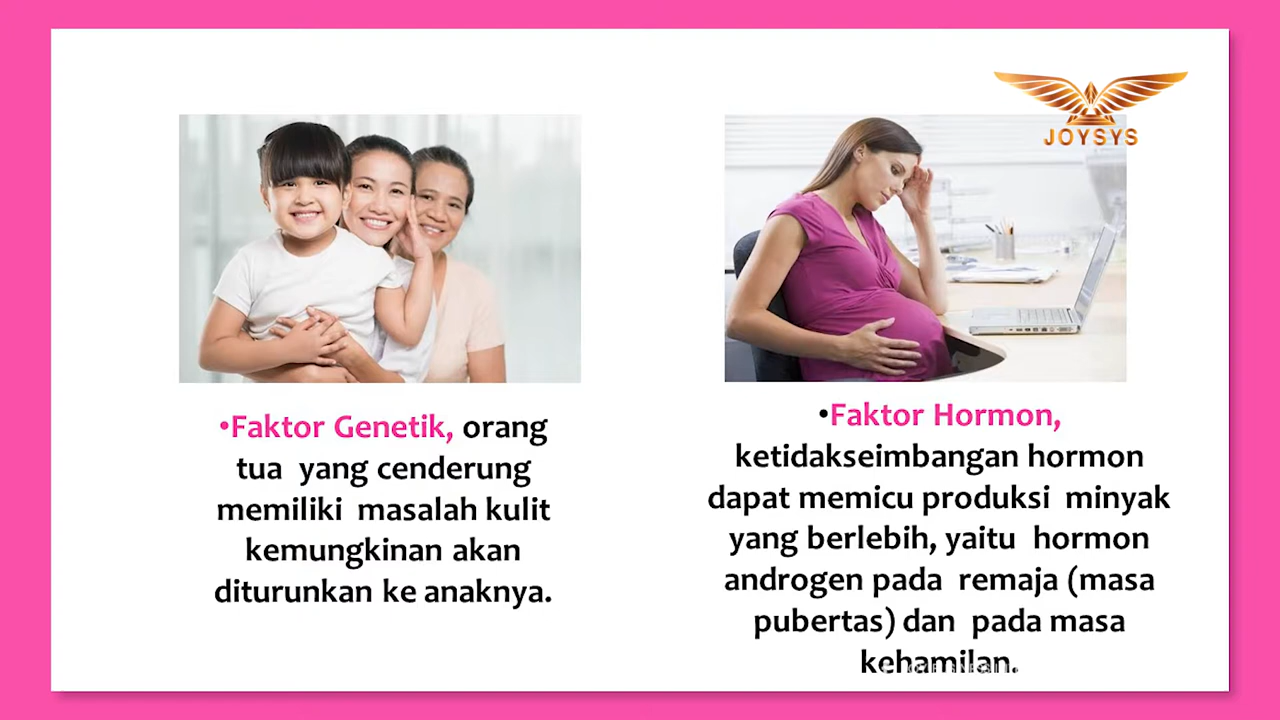 JOYSYS
•Faktor Genetik, orang
tua yang cenderung
memiliki masalah kulit
kemungkinan akan
diturunkan ke anaknya.
•Faktor Hormon,
ketidakseimbangan hormon
dapat memicu produksi minyak
yang berlebih, yaitu hormon
androgen pada remaja (masa
pubertas) dan pada masa
kehamilan.